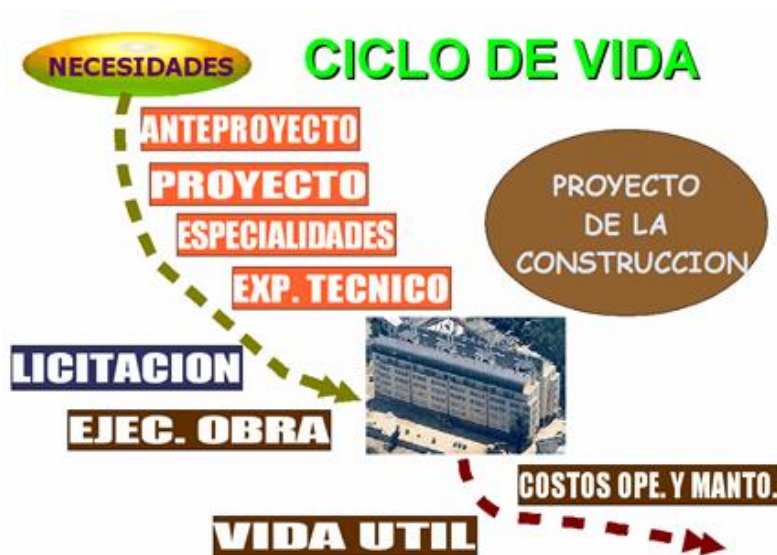 NECESIDADES
CICLO DE VIDA
ANTEPROYECTO
PROYECTO
ESPECIALIDADES
EXP. TECNICO
PROYECTO
DE LA
CONSTRUCCION
LICITACION
EJEC. OBRA
COSTOS OPE. Y MANTO.
VIDA UTIL